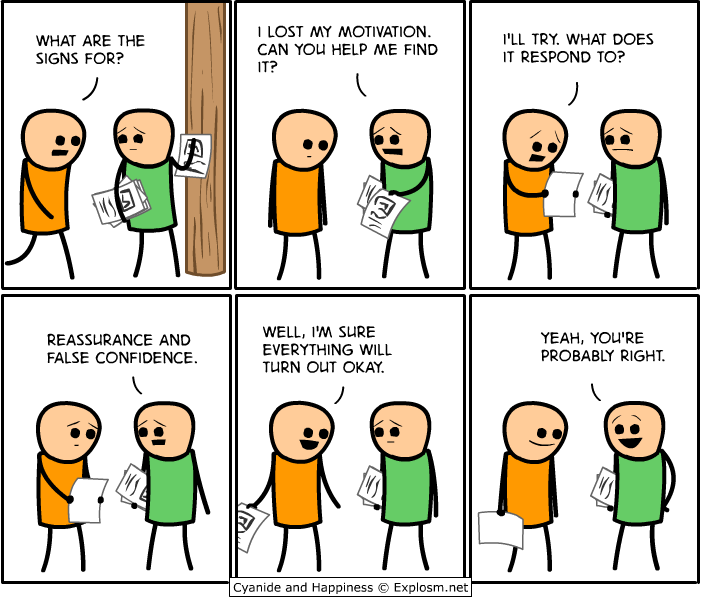 WHAT ARE THE
SIGNS FOR?
I LOST MY MOTIVATION.
CAN YOU HELP ME FIND
IT?
I'LL TRY. WHAT DOES
IT RESPOND TO?
REASSURANCE AND
FALSE CONFIDENCE.
WELL, I'M SURE
EVERYTHING WILL
TURN OUT OKAY.
YEAH, YOU'RE
PROBABLY RIGHT.
Cyanide and Happiness © Explosm.net